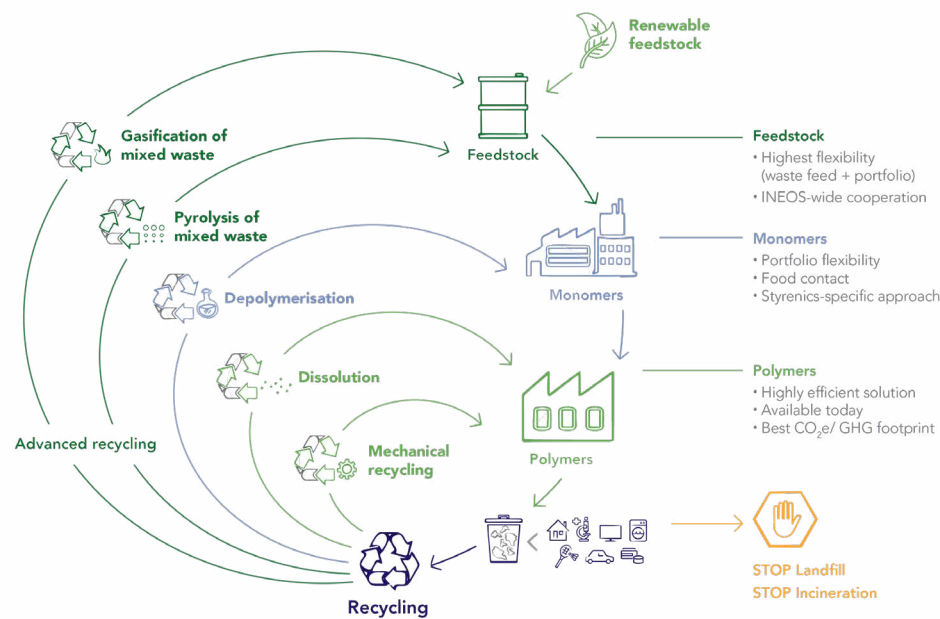 Renewable
feedstock
Gasification of
mixed waste
Feedstock
Pyrolysis of
mixed waste
Depolymerisation
Monomers
Dissolution
Mechanical
recycling
Polymers
Advanced recycling
Recycling
Feedstock
• Highest flexibility
(waste feed + portfolio)
• INEOS-wide cooperation
Monomers
• Portfolio flexibility
• Food contact
• Styrenics-specific approach
Polymers
• Highly efficient solution
• Available today
• Best CO₂e/ GHG footprint
STOP Landfill
STOP Incineration